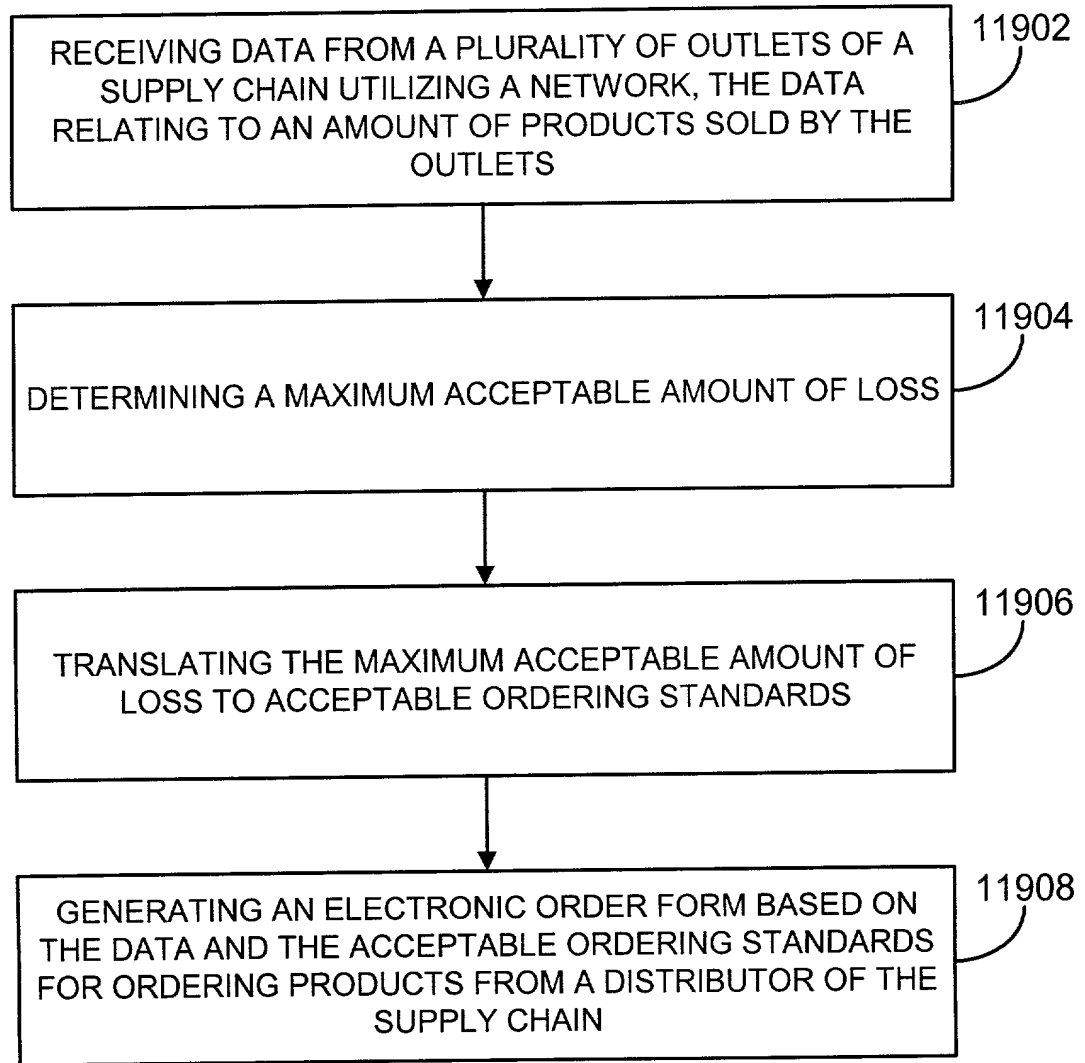 RECEIVING DATA FROM A PLURALITY OF OUTLETS OF A
SUPPLY CHAIN UTILIZING A NETWORK, THE DATA
RELATING TO AN AMOUNT OF PRODUCTS SOLD BY THE
OUTLETS
11902
DETERMINING A MAXIMUM ACCEPTABLE AMOUNT OF LOSS
11904
TRANSLATING THE MAXIMUM ACCEPTABLE AMOUNT OF
LOSS TO ACCEPTABLE ORDERING STANDARDS
11906
GENERATING AN ELECTRONIC ORDER FORM BASED ON
THE DATA AND THE ACCEPTABLE ORDERING STANDARDS
FOR ORDERING PRODUCTS FROM A DISTRIBUTOR OF THE
SUPPLY CHAIN
11908